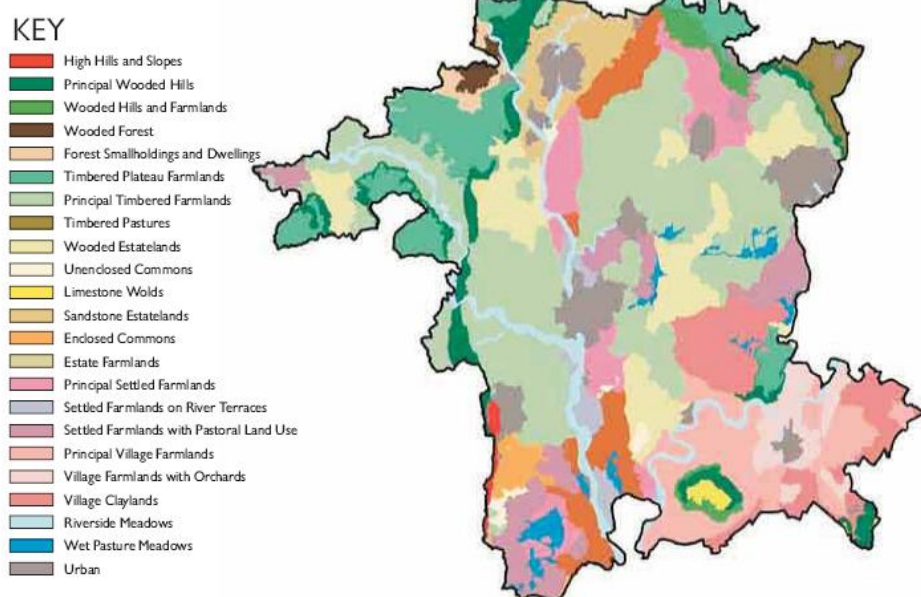 KEY
High Hills and Slopes
Principal Wooded Hills
Wooded Hills and Farmlands
Wooded Forest
Forest Smallholdings and Dwellings
Timbered Plateau Farmlands
Principal Timbered Farmlands
Timbered Pastures
Wooded Estatelands
Unenclosed Commons
Limestone Wolds
Sandstone Estatelands
Enclosed Commons
Estate Farmlands
Principal Settled Farmlands
Settled Farmlands on River Terraces
Settled Farmlands with Pastoral Land Use
Principal Village Farmlands
Village Farmlands with Orchards
Village Claylands
Riverside Meadows
Wet Pasture Meadows
Urban